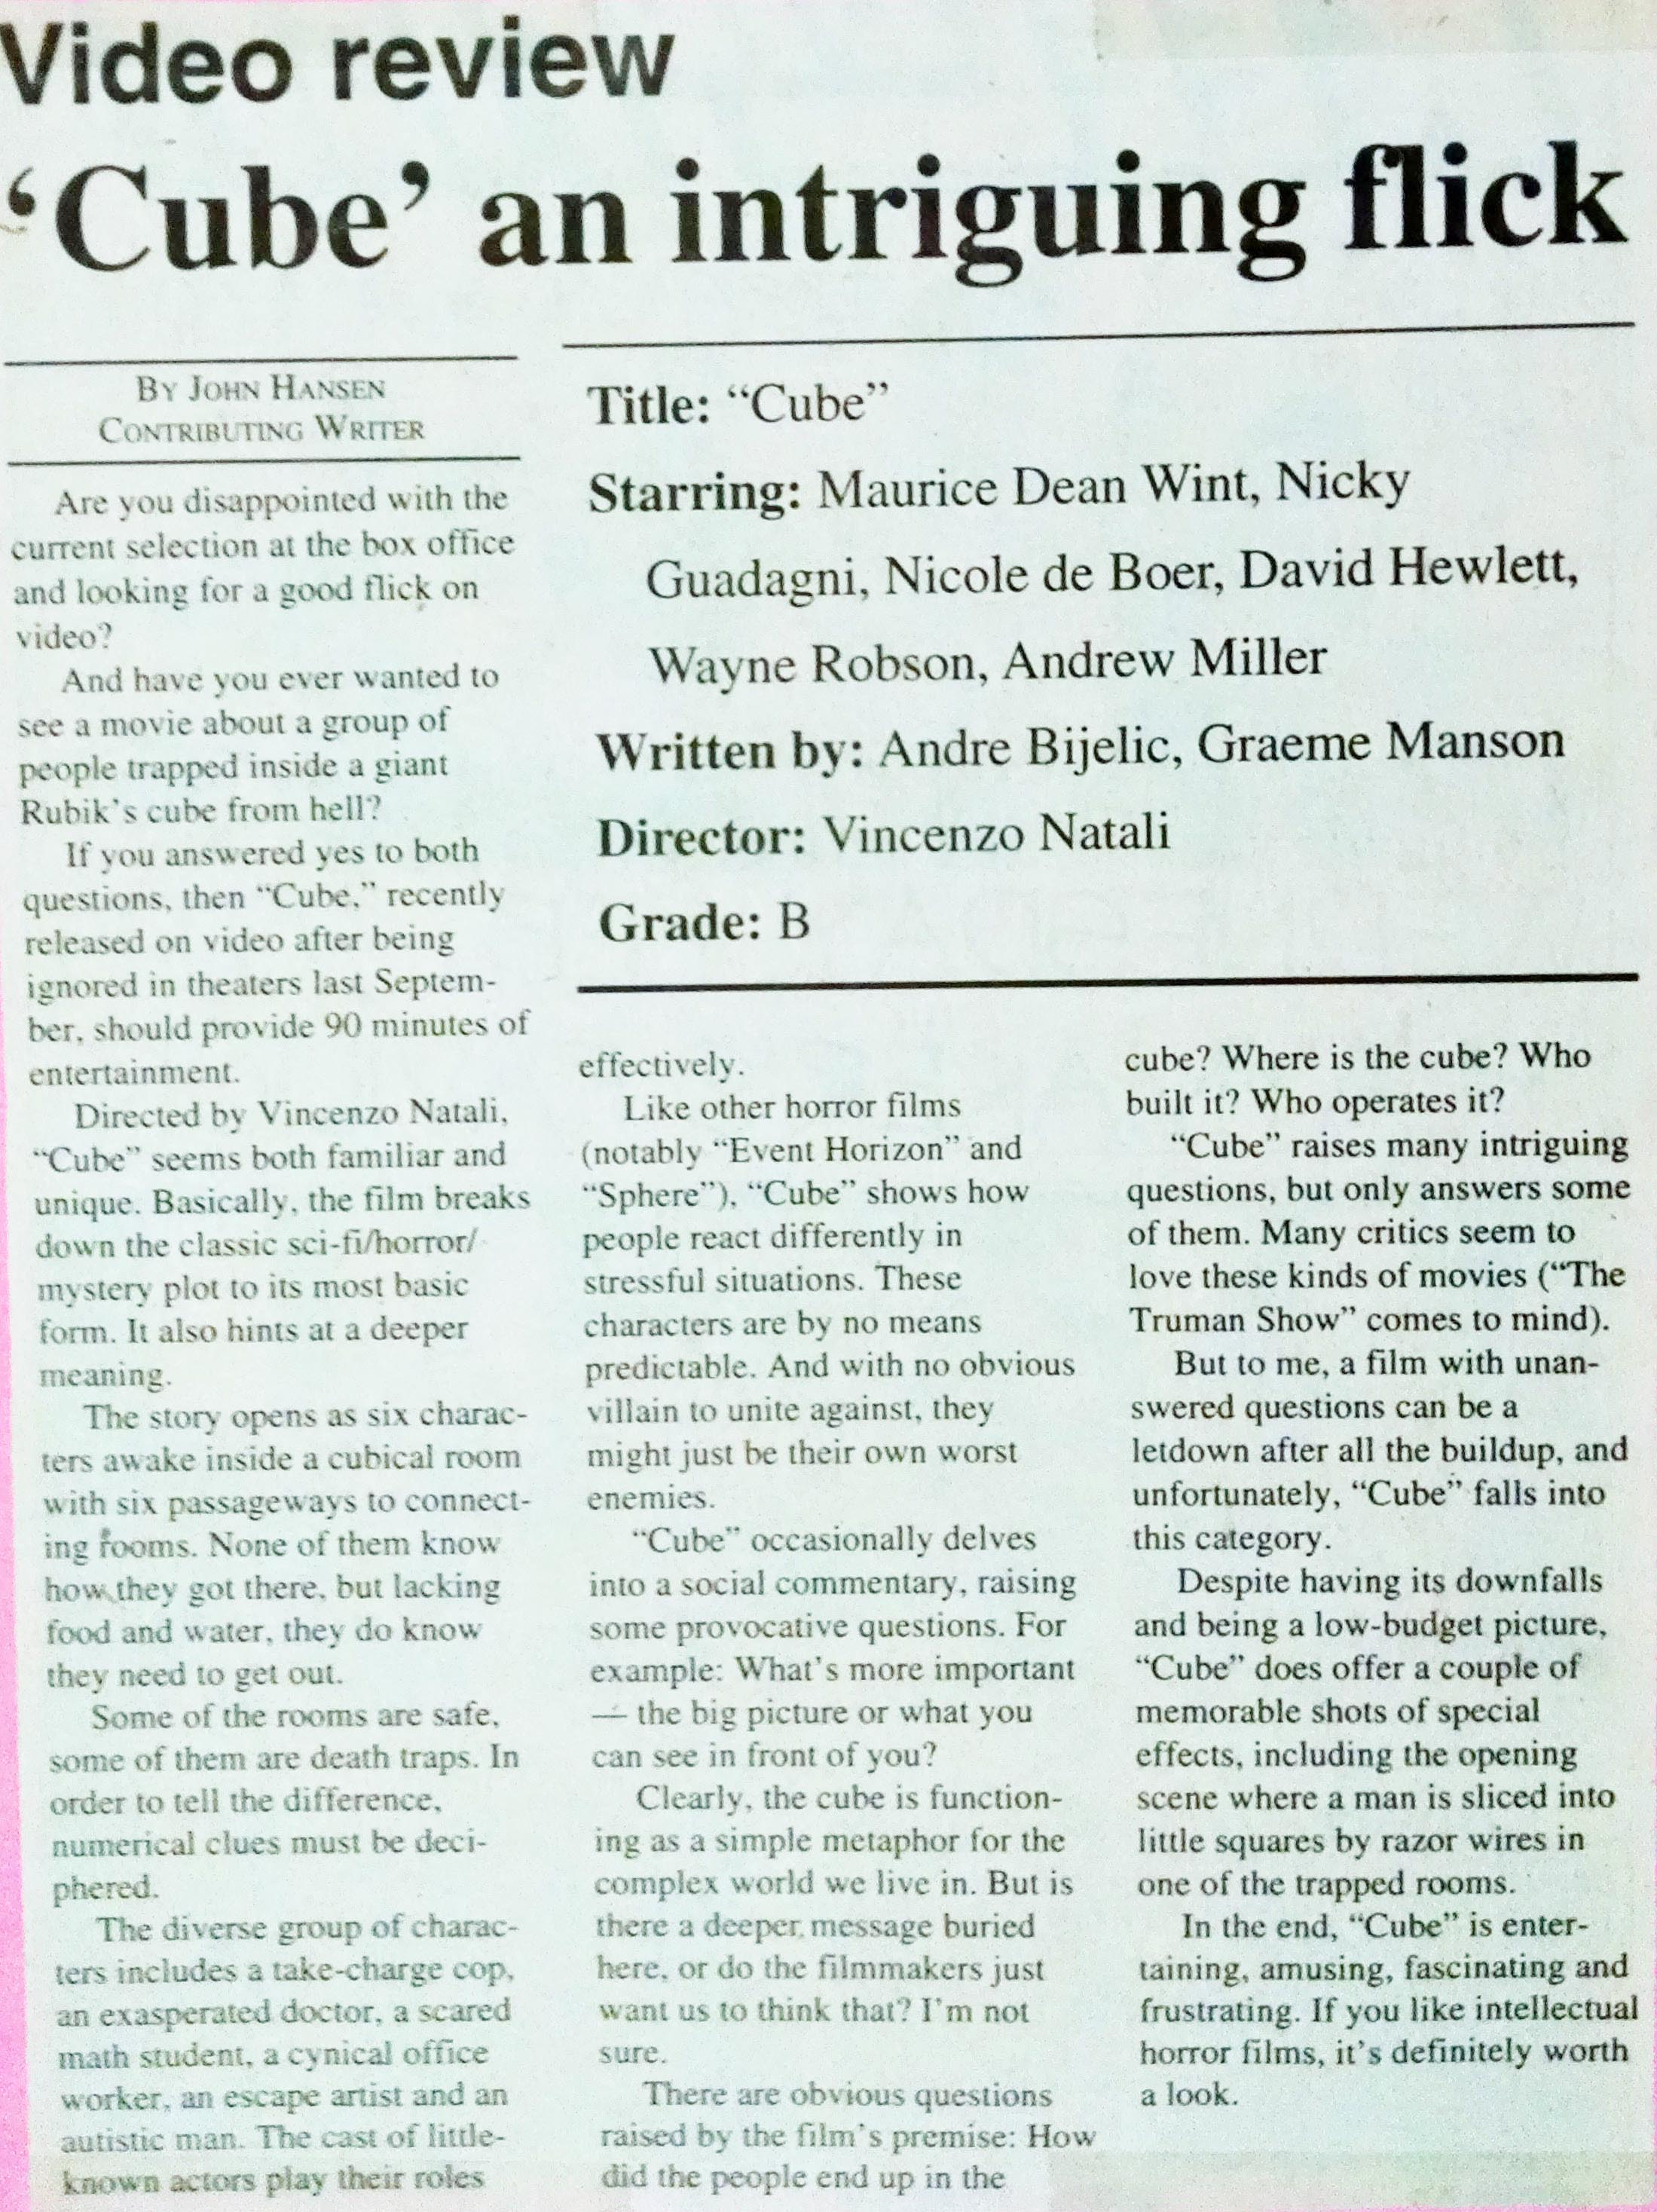 Video review
‘Cube’ an intriguing flick
BY JOHN HANSEN
CONTRIBUTING WRITER
Are you disappointed with the
current selection at the box office
and looking for a good flick on
video?
And have you ever wanted to
see a movie about a group of
people trapped inside a giant
Rubik’s cube from hell?
If you answered yes to both
questions, then “Cube,” recently
released on video after being
ignored in theaters last Septem-
ber, should provide 90 minutes of
entertainment.
Directed by Vincenzo Natali,
“Cube” seems both familiar and
unique. Basically, the film breaks
down the classic sci-fi/horror/
mystery plot to its most basic
form. It also hints at a deeper
meaning.
The story opens as six charac-
ters awake inside a cubical room
with six passageways to connect-
ing rooms. None of them know
how they got there, but lacking
food and water, they do know
they need to get out.
Some of the rooms are safe,
some of them are death traps. In
order to tell the difference,
numerical clues must be deci-
phered.
The diverse group of charac-
ters includes a take-charge cop,
an exasperated doctor, a scared
math student, a cynical office
worker, an escape artist and an
autistic man. The cast of little-
known actors play their roles
Title: “Cube”
Starring: Maurice Dean Wint, Nicky
Guadagni, Nicole de Boer, David Hewlett,
Wayne Robson, Andrew Miller
Written by: Andre Bijelic, Graeme Manson
Director: Vincenzo Natali
Grade: B
effectively.
Like other horror films
(notably “Event Horizon” and
“Sphere”), “Cube” shows how
people react differently in
stressful situations. These
characters are by no means
predictable. And with no obvious
villain to unite against, they
might just be their own worst
enemies.
“Cube” occasionally delves
into a social commentary, raising
some provocative questions. For
example: What’s more important
— the big picture or what you
can see in front of you?
Clearly, the cube is function-
ing as a simple metaphor for the
complex world we live in. But is
there a deeper message buried
here, or do the filmmakers just
want us to think that? I’m not
sure.
There are obvious questions
raised by the film’s premise: How
did the people end up in the
cube? Where is the cube? Who
built it? Who operates it?
“Cube” raises many intriguing
questions, but only answers some
of them. Many critics seem to
love these kinds of movies (“The
Truman Show” comes to mind).
But to me, a film with unan-
swered questions can be a
letdown after all the buildup, and
unfortunately, “Cube” falls into
this category.
Despite having its downfalls
and being a low-budget picture,
“Cube” does offer a couple of
memorable shots of special
effects, including the opening
scene where a man is sliced into
little squares by razor wires in
one of the trapped rooms.
In the end, “Cube” is enter-
taining, amusing, fascinating and
frustrating. If you like intellectual
horror films, it’s definitely worth
a look.